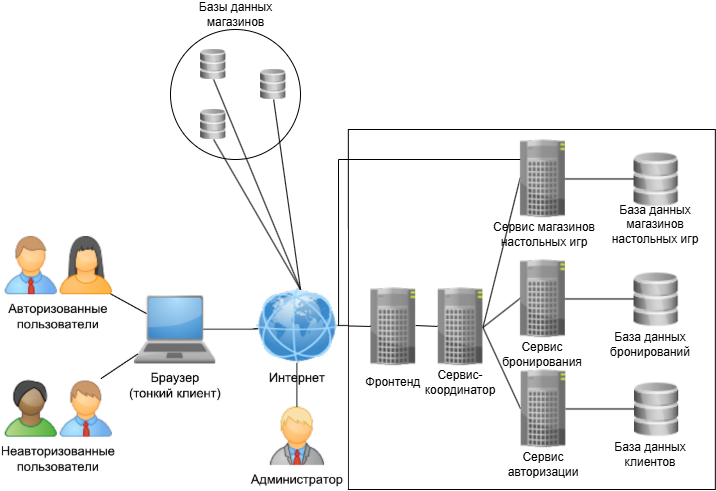 Базы данных
магазинов
Сервис магазинов
настольных игр
База данных
магазинов
настольных игр
Авторизованные
пользователи
Браузер
(тонкий клиент)
Интернет
Фронтенд
Сервис-
координатор
Сервис
бронирования
База данных
бронирований
Неавторизованные
пользователи
Администратор
Сервис
авторизации
База данных
клиентов